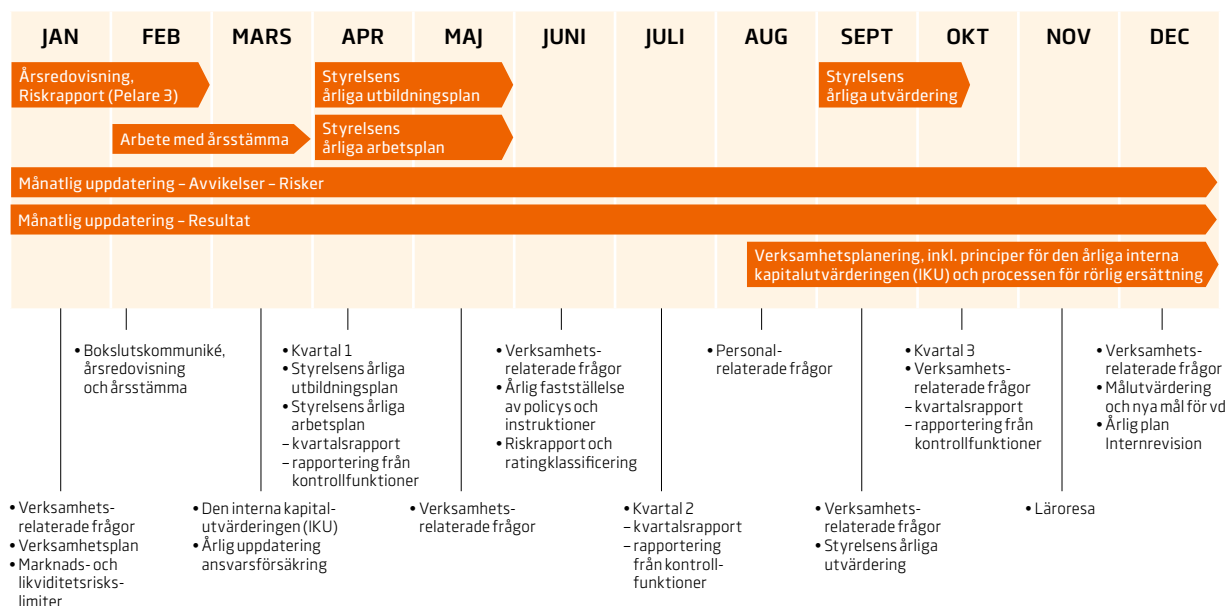 JAN FEB MARS APR MAJ JUNI JULI AUG SEPT OKT NOV DEC
Årsredovisning,
Riskrapport (Pelare 3)
Styrelsens
årliga utbildningsplan
Styrelsens
årliga utvärdering
Arbete med årsstämma
Styrelsens
årliga arbetsplan
Månatlig uppdatering – Avvikelser – Risker
Månatlig uppdatering – Resultat
Verksamhetsplanering, inkl. principer för den årliga interna
kapitalutvärderingen (IKU) och processen för rörlig ersättning
• Bokslutskommuniké,
årsredovisning
och årsstämma
• Kvartal 1
• Styrelsens årliga
utbildningsplan
• Styrelsens årliga
arbetsplan
– kvartalsrapport
– rapportering från
kontrollfunktioner
• Verksamhets-
relaterade frågor
• Årlig fastställelse
av policys och
instruktioner
• Riskrapport och
ratingklassificering
• Personal-
relaterade frågor
• Kvartal 3
• Verksamhets-
relaterade frågor
– kvartalsrapport
– rapportering från
kontrollfunktioner
• Verksamhets-
relaterade frågor
• Målutvärdering
och nya mål för vd
• Årlig plan
Internrevision
• Verksamhets-
relaterade frågor
• Verksamhetsplan
• Marknads- och
likviditetsrisks-
limiter
• Den interna kapital-
utvärderingen (IKU)
• Årlig uppdatering
ansvarsförsäkring
• Verksamhets-
relaterade frågor
• Kvartal 2
– kvartalsrapport
– rapportering
från kontroll-
funktioner
• Verksamhets-
relaterade frågor
• Styrelsens årliga
utvärdering
• Läroresa